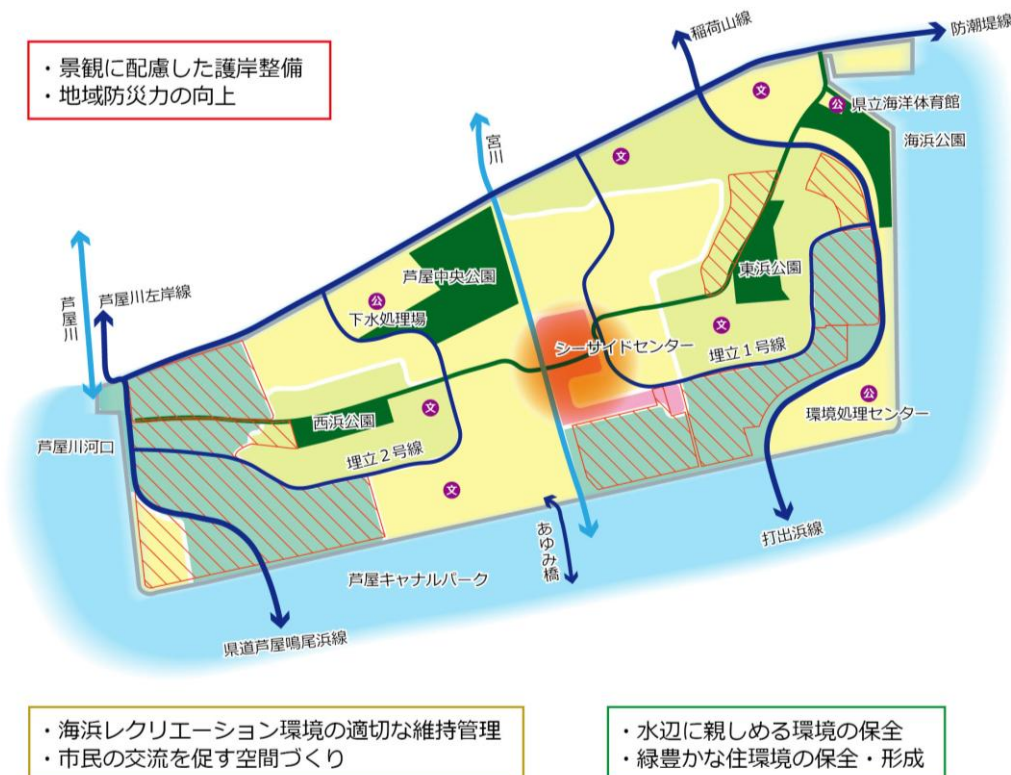 ・景観に配慮した護岸整備
・地域防災力の向上
稲荷山線
防潮堤線
文
公
県立海洋体育館
海浜公園
宮川
文
芦屋川
芦屋川左岸線
芦屋中央公園
公
下水処理場
東浜公園
文
シーサイドセンター
埋立1号線
公
環境処理センター
芦屋川河口
西浜公園
文
埋立2号線
文
あゆみ橋
打出浜線
芦屋キャナルパーク
県道芦屋鳴尾浜線
・海浜レクリエーション環境の適切な維持管理
・市民の交流を促す空間づくり
・水辺に親しめる環境の保全
・緑豊かな住環境の保全・形成